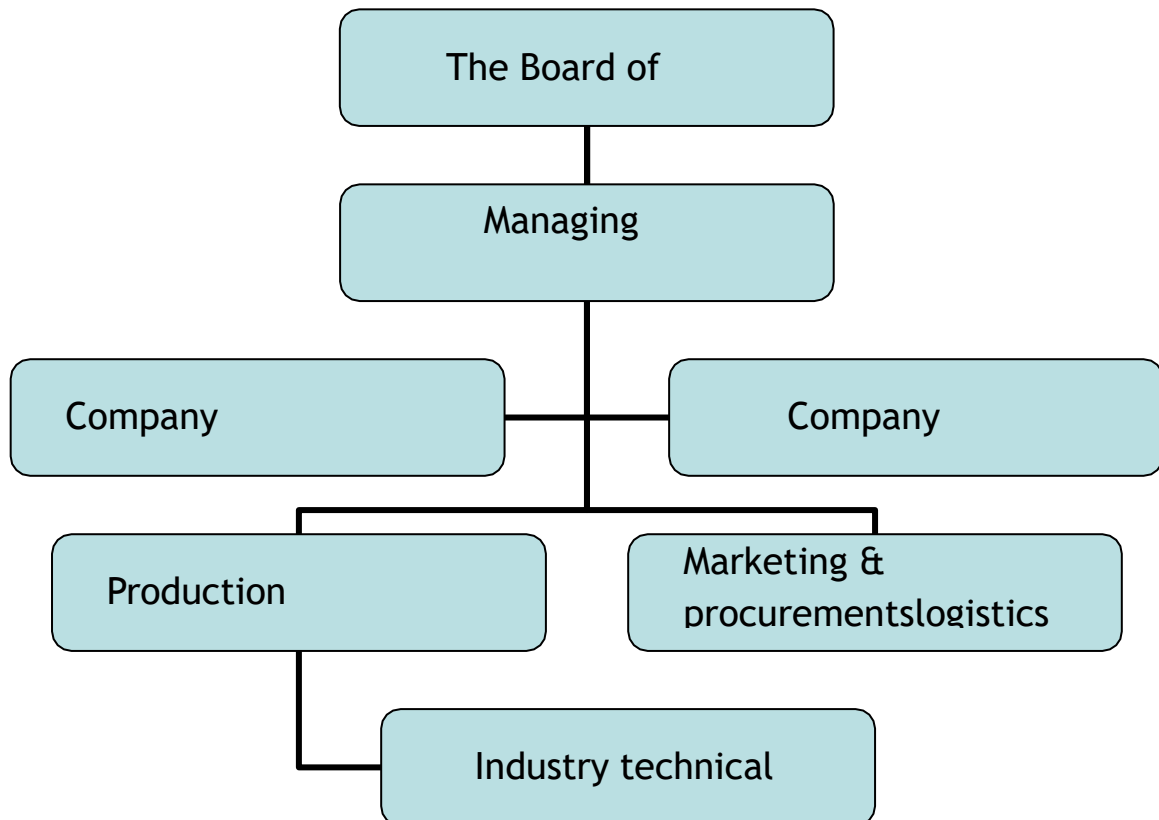 The Board of
Managing
Company
Company
Production
Marketing &
procurementslogistics
Industry technical